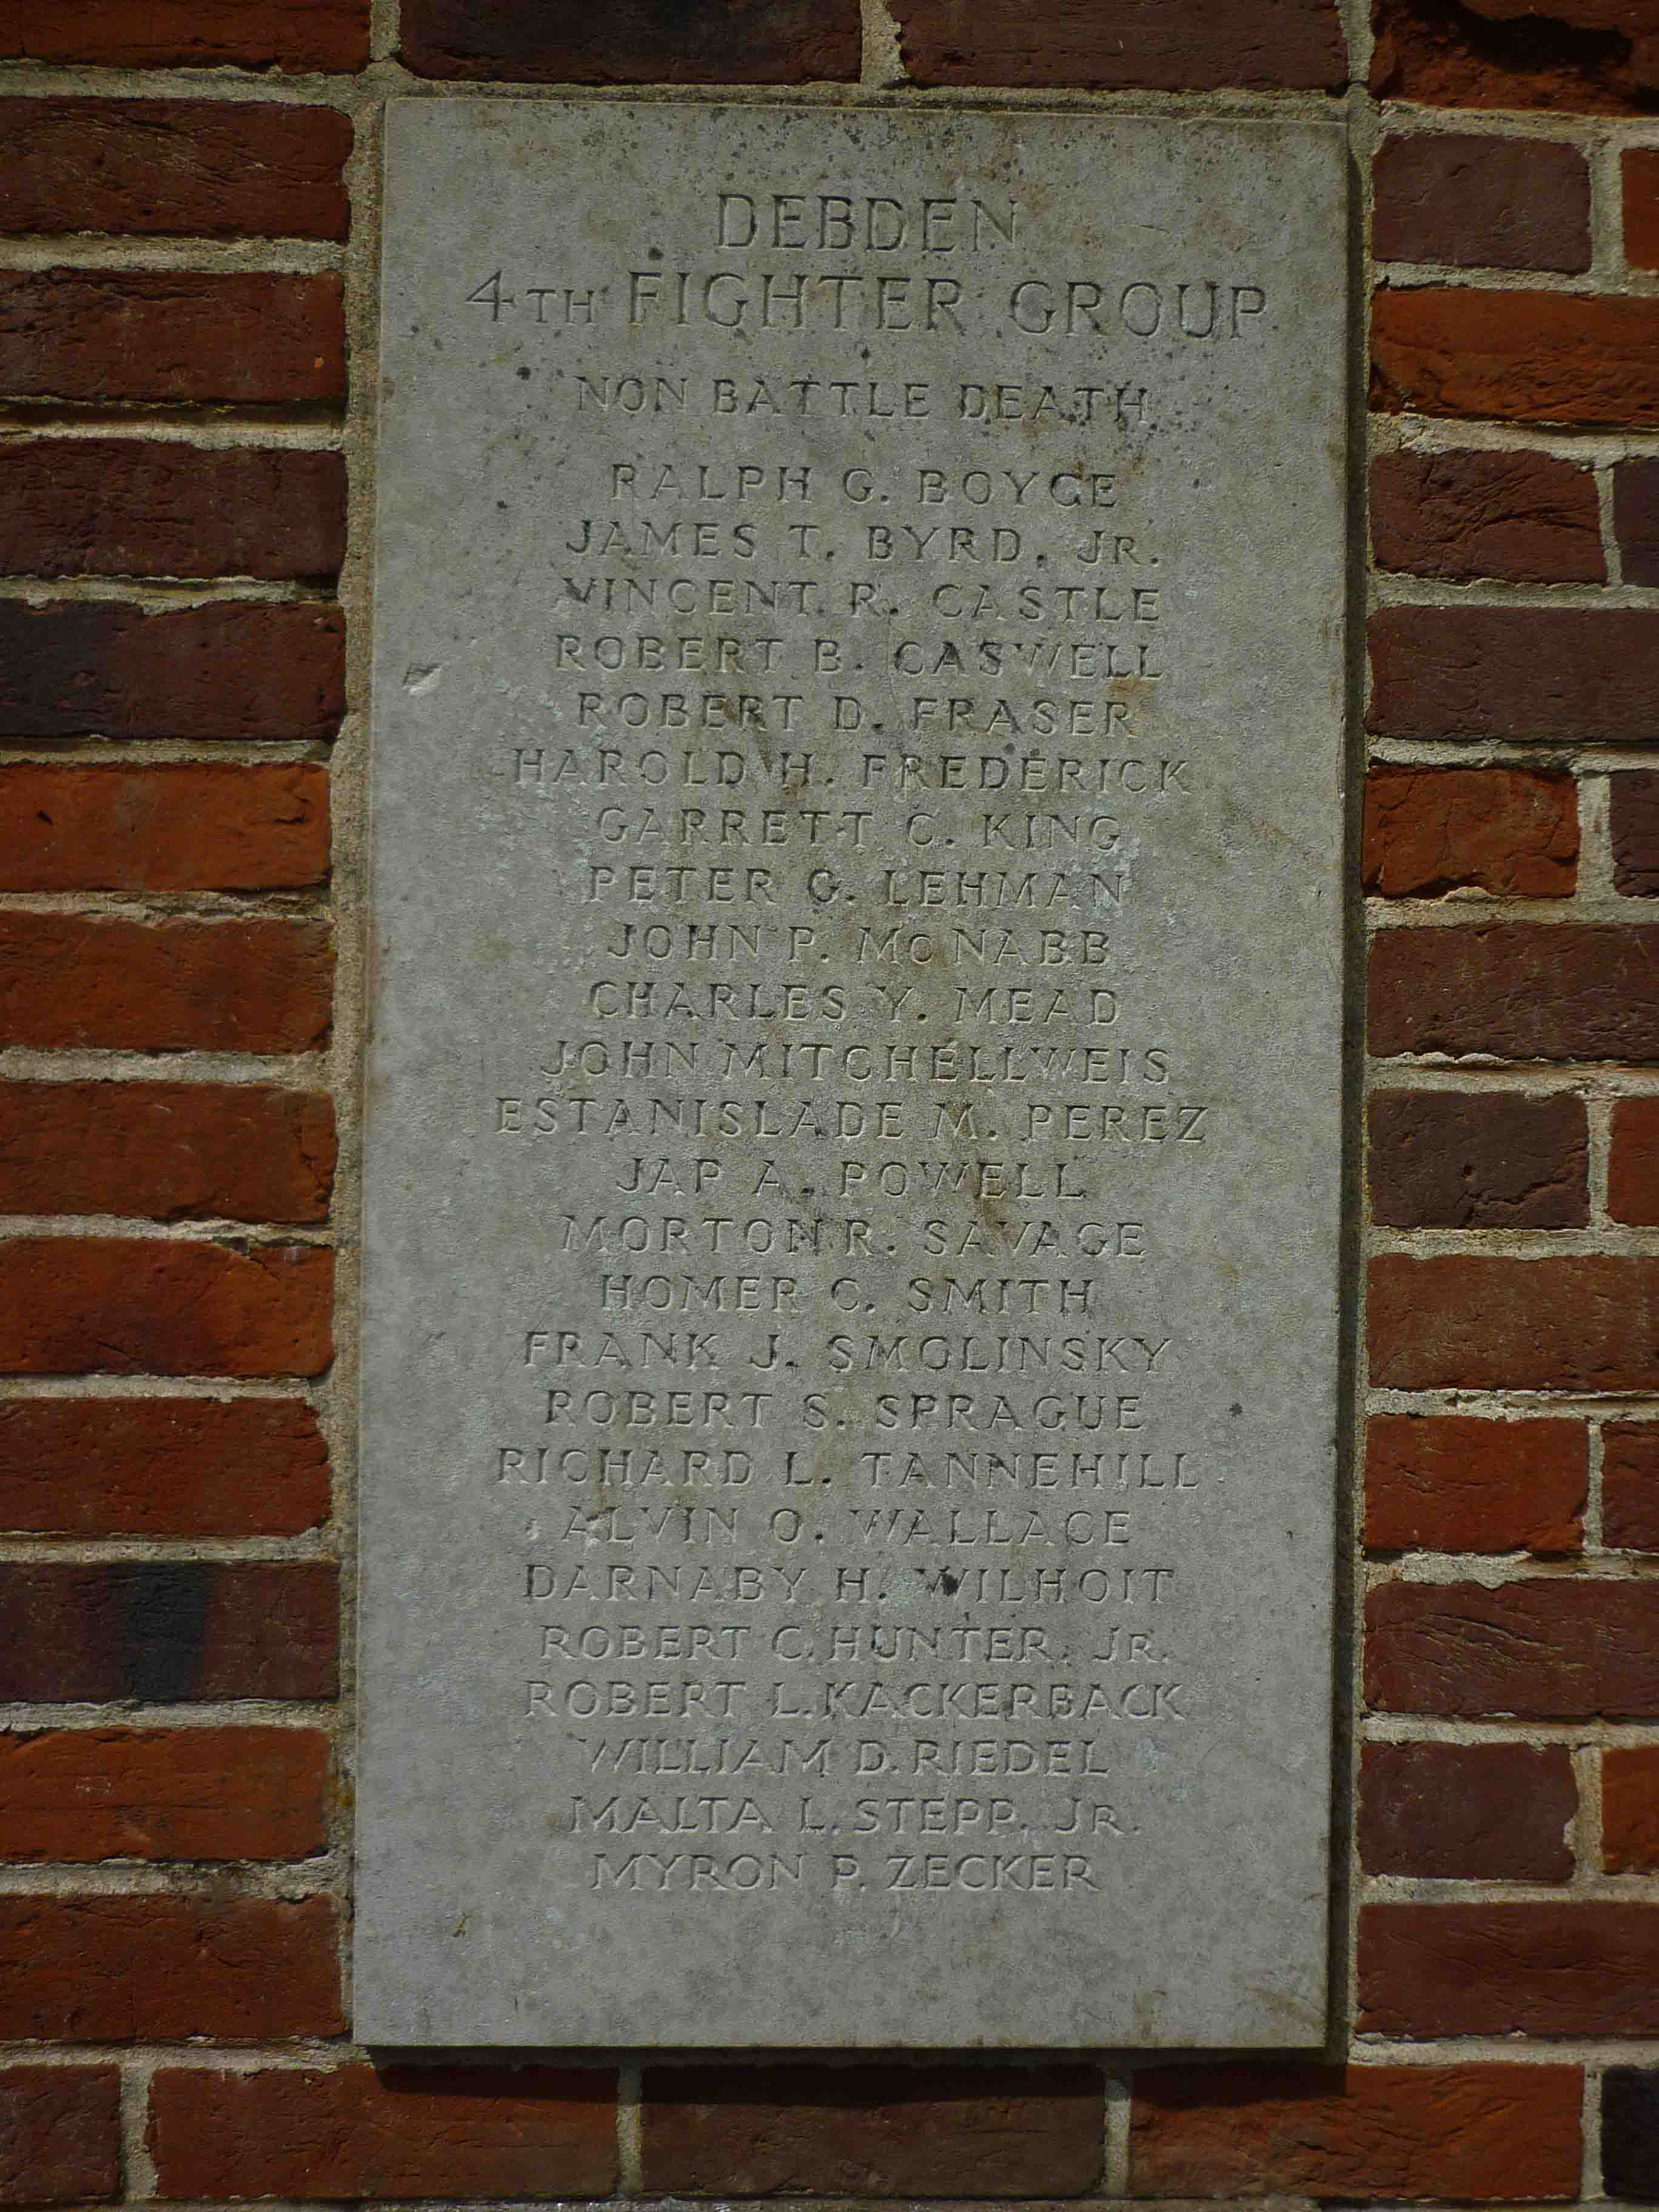 DEBDEN
4TH FIGHTER GROUP
NON BATTLE DEATH
RALPH G. BOYCE
JAMES T. BYRD. JR.
VINCENT R. CASTLE
ROBERT B. CASWELL
ROBERT D. FRASER
HAROLD H. FREDERICK
GARRETT C. KING
PETER G. LEHMAN
JOHN P. McNABB
CHARLES Y. MEAD
JOHN MITCHELLWEIS
ESTANISLADE M. PEREZ
JAP A. POWELL
MORTON R. SAVAGE
HOMER C. SMITH
FRANK J. SMOLINSKY
ROBERT S. SPRAGUE
RICHARD L. TANNEHILL
ALVIN O. WALLACE
DARNABY H. WILHOIT
ROBERT C. HUNTER. JR.
ROBERT L. KACKERBACK
WILLIAM D. RIEDEL
MALTA L. STEPP. JR.
MYRON P. ZECKER